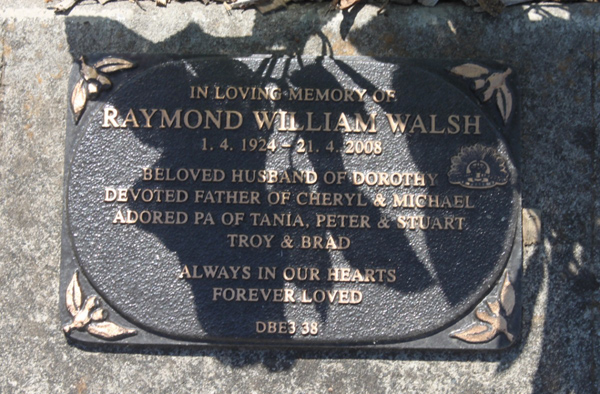 IN LOVING MEMORY OF
RAYMOND WILLIAM WALSH
1. 4. 1924 - 21. 4. 2008
BELOVED HUSBAND OF DOROTHY
DEVOTED FATHER OF CHERYL & MICHAEL
ADORED PA OF TANIA, PETER & STUART
TROY & BRAD
ALWAYS IN OUR HEARTS
FOREVER LOVED
DBE3 38